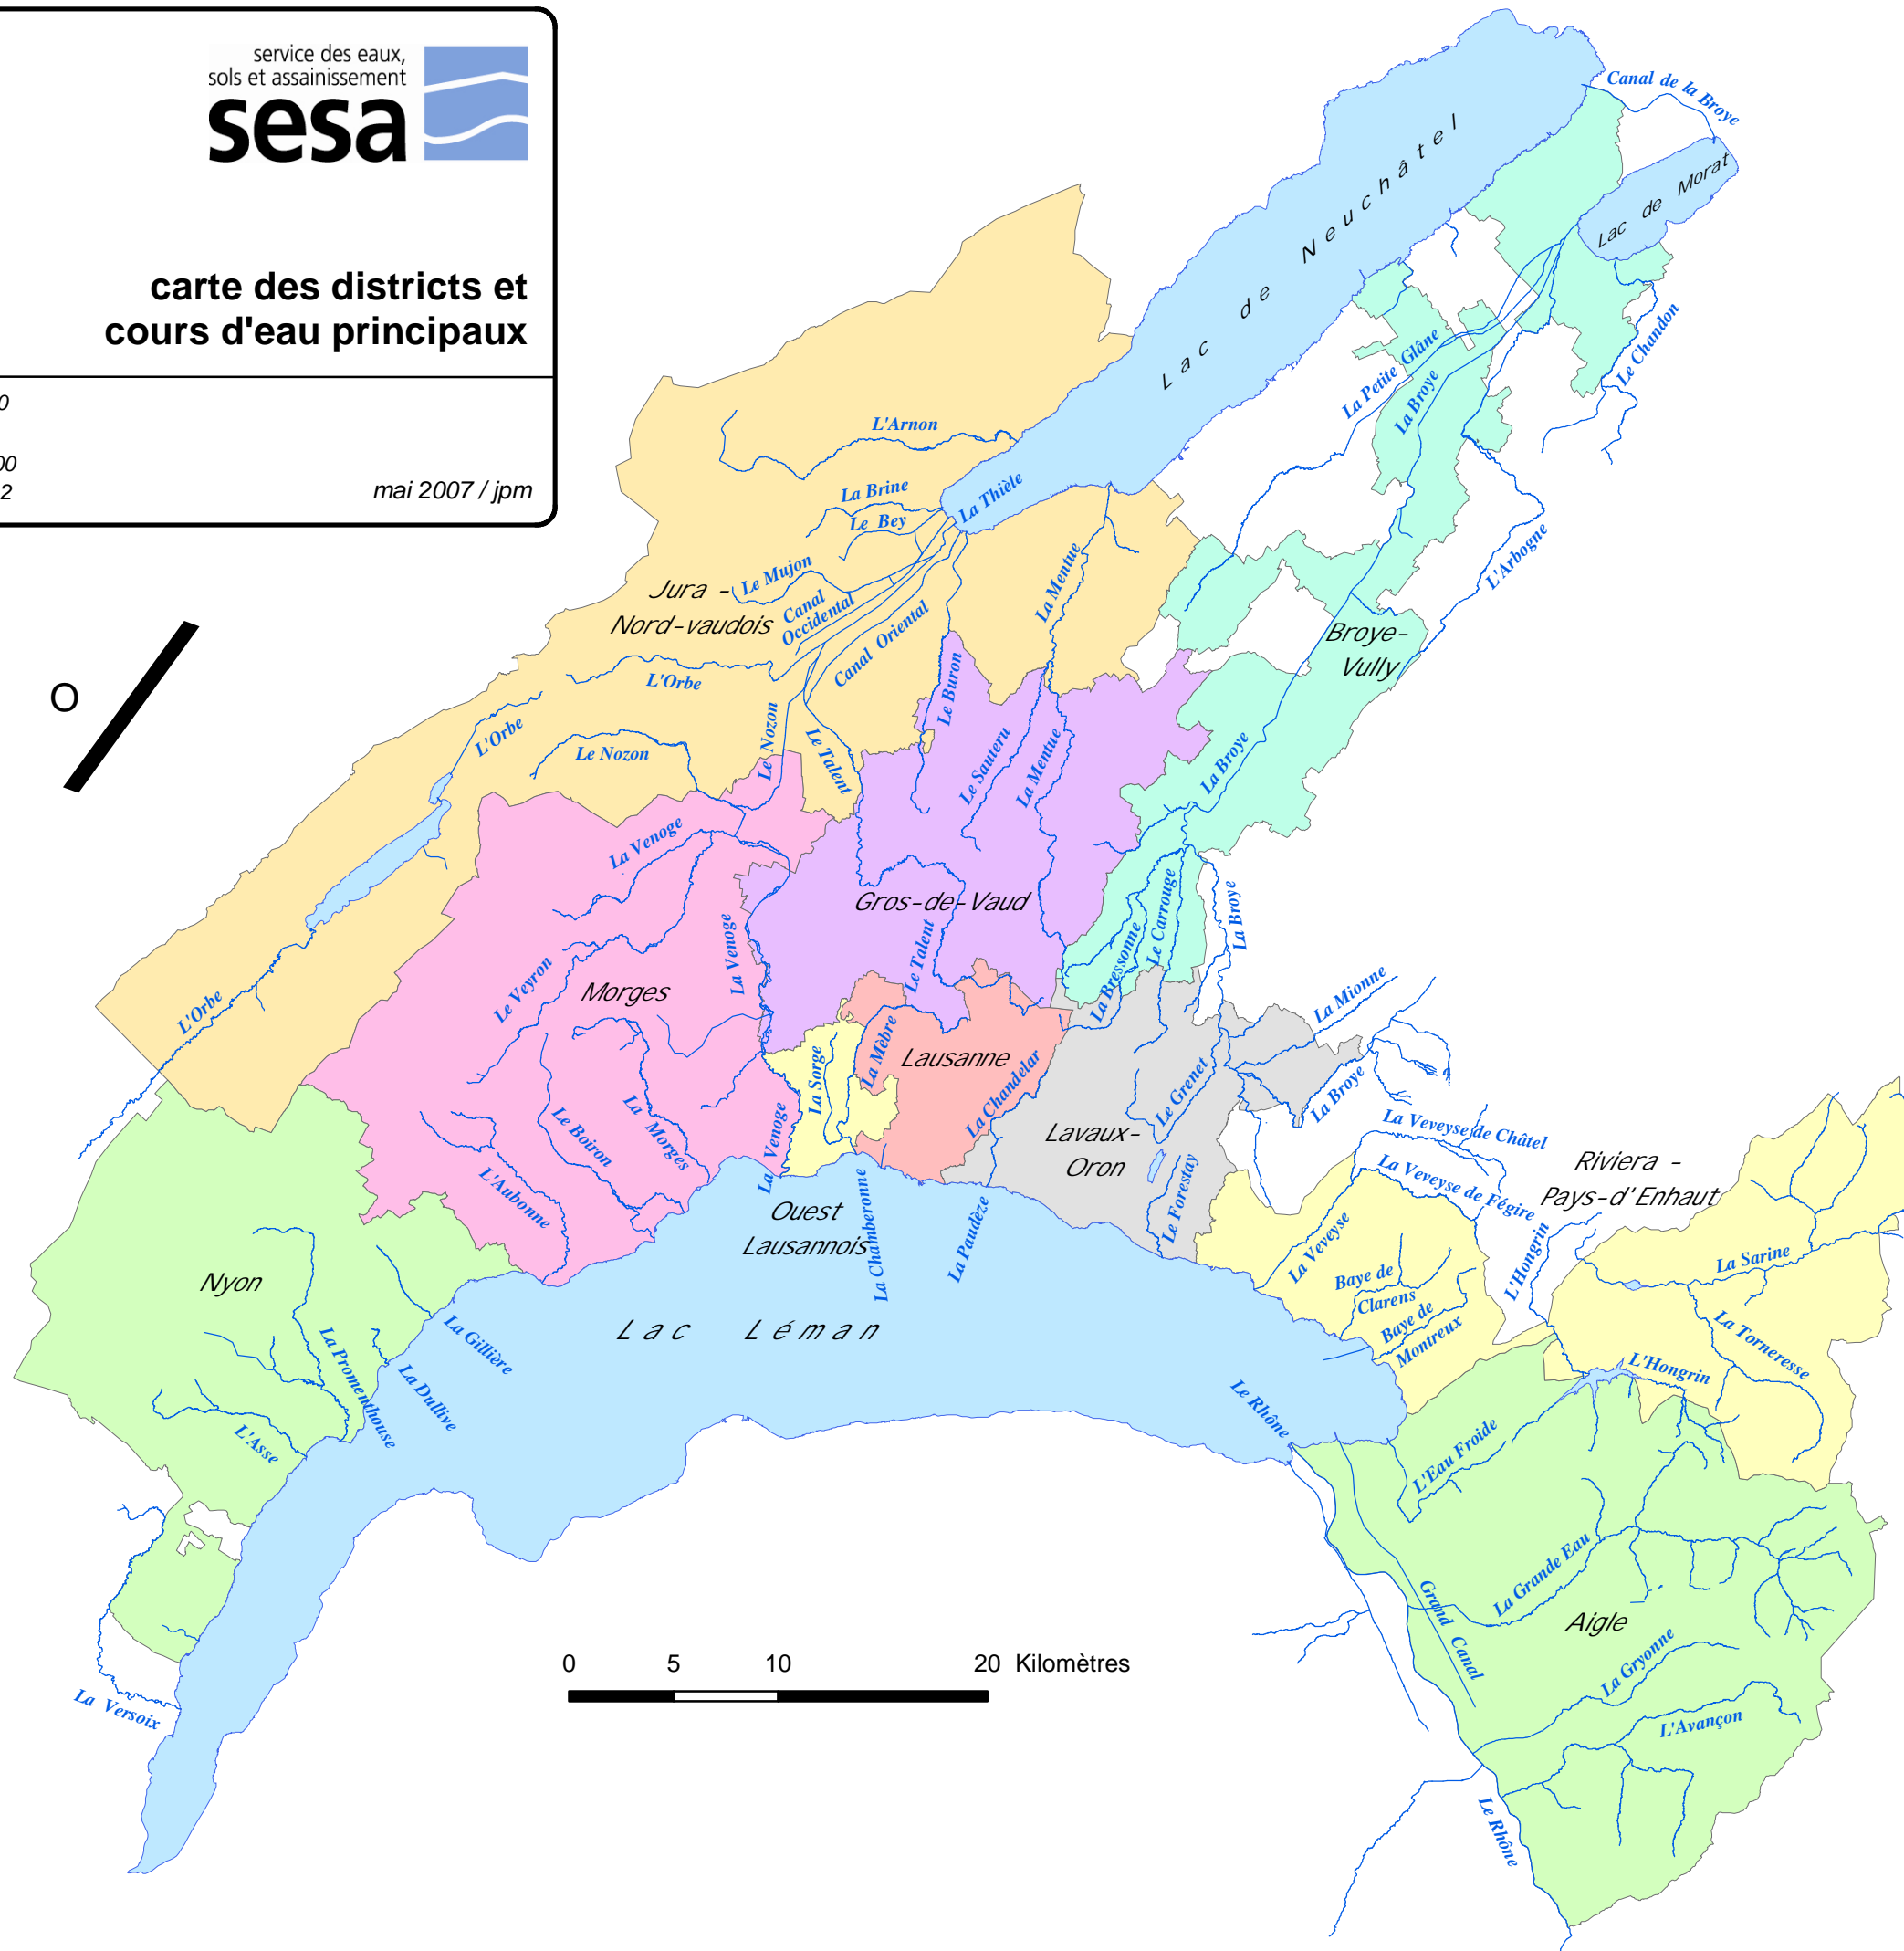 service des eaux,
sols et assainissement
sesa
carte des districts et
cours d'eau principaux
0
00
2
mai 2007 / jpm
O
Canal de la Broye
Lac de Neuchâtel
Lac de Morat
Le Chandon
La Petite Glâne
La Broye
L'Arbogne
L'Arnon
La Brine
La Thièle
Le Bey
Le Mujon
La Mentue
Jura -
Nord-vaudois
Canal
Occidental
Canal Oriental
Broye-
Vully
L'Orbe
Le Buron
L'Orbe
Le Nozon
Le Nozon
Le Talent
Le Sauteru
La Mentue
La Broye
La Venoge
Gros-de-Vaud
La Venoge
Le Talent
La Bressonne
Le Carrouge
La Broye
Le Veyron
Morges
L'Orbe
La Mionne
La Sorge
La Mèbre
Lausanne
La Chandelar
Le Grenet
La Broye
Le Boiron
La
Morges
La Venoge
Lavaux-
Oron
La Veveyse de Châtel
La Veveyse de Fégire
Riviera -
Pays-d'Enhaut
L'Aubonne
Ouest
Lausannois
La Chamberonne
La Paudèze
Le Forestay
La Veveyse
L'Hongrin
La Sarine
Nyon
Baye de
Clarens
Baye de
Montreux
La Torneresse
L'Hongrin
La Gillière
Lac Léman
La Promenthouse
La Dullive
L'Asse
Le Rhône
L'Eau Froide
La Grande Eau
Grand Canal
Aigle
La Gryonne
L'Avançon
La Versoix
0 5 10 20 Kilomètres
Le Rhône